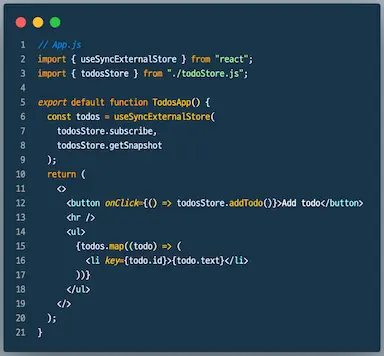 1 // App.js
2 import { useSyncExternalStore } from "react";
3 import { todosStore } from "./todoStore.js";
4
5 export default function TodosApp() {
6   const todos = useSyncExternalStore(
7     todosStore.subscribe,
8     todosStore.getSnapshot
9   );
10   return (
11     <>
12       <button onClick={() => todosStore.addTodo()}>Add todo</button>
13       <hr />
14       <ul>
15         {todos.map((todo) => (
16           <li key={todo.id}>{todo.text}</li>
17         ))}
18       </ul>
19     </>
20   );
21 }